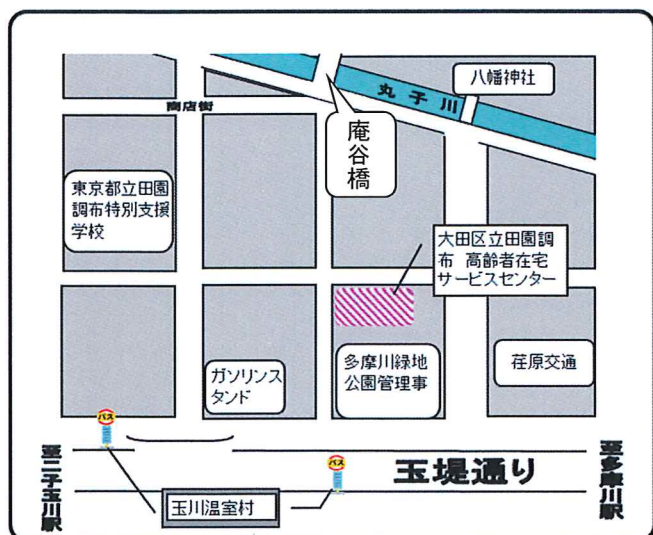 八幡神社
丸子川
商店街
庵谷橋
東京都立田園
調布特別支援
学校
大田区立田園調
布 高齢者在宅
サービスセンター
ガソリンス
タンド
多摩川緑地
公園管理事
荏原交通
バス
バス
玉堤通り
至二子玉川駅
至多摩川駅
玉川温室村